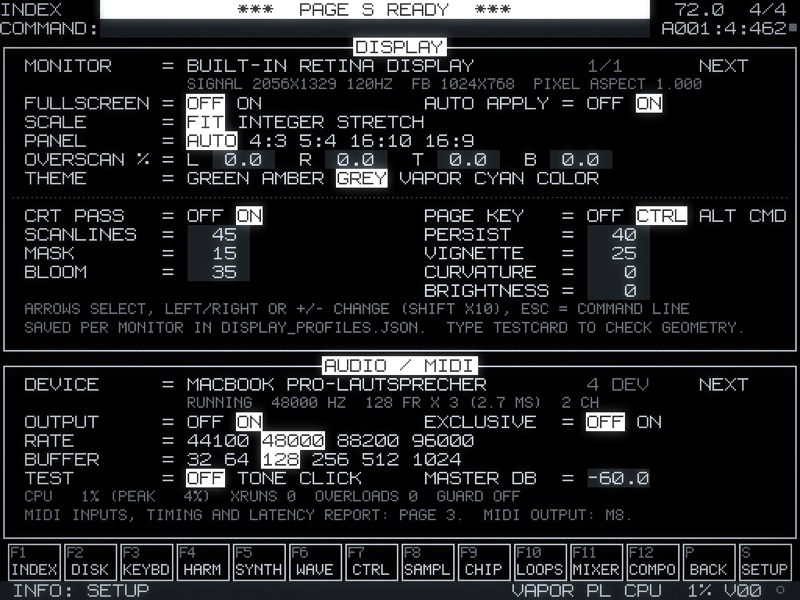 INDEX *** PAGE S READY *** 72.0 4/4
COMMAND: A001:4:462
DISPLAY
MONITOR = BUILT-IN RETINA DISPLAY 1/1 NEXT
SIGNAL 2056X1329 120HZ FB 1024X768 PIXEL ASPECT 1.000
FULLSCREEN = OFF ON AUTO APPLY = OFF ON
SCALE = FIT INTEGER STRETCH
PANEL = AUTO 4:3 5:4 16:10 16:9
OVERSCAN % = L 0.0 R 0.0 T 0.0 B 0.0
THEME = GREEN AMBER GREY VAPOR CYAN COLOR
CRT PASS = OFF ON PAGE KEY = OFF CTRL ALT CMD
SCANLINES = 45 PERSIST = 40
MASK = 15 VIGNETTE = 25
BLOOM = 35 CURVATURE = 0
BRIGHTNESS = 0
ARROWS SELECT, LEFT/RIGHT OR +/- CHANGE (SHIFT X10), ESC = COMMAND LINE
SAVED PER MONITOR IN DISPLAY_PROFILES.JSON. TYPE TESTCARD TO CHECK GEOMETRY.
AUDIO / MIDI
DEVICE = MACBOOK PRO-LAUTSPRECHER 4 DEV NEXT
RUNNING 48000 HZ 128 FR X 3 (2.7 MS) 2 CH
OUTPUT = OFF ON EXCLUSIVE = OFF ON
RATE = 44100 48000 88200 96000
BUFFER = 32 64 128 256 512 1024
TEST = OFF TONE CLICK MASTER DB = -60.0
CPU 1% (PEAK 4%) XRUNS 0 OVERLOADS 0 GUARD OFF
MIDI INPUTS, TIMING AND LATENCY REPORT: PAGE 3. MIDI OUTPUT: M8.
F1 F2 F3 F4 F5 F6 F7 F8 F9 F10 F11 F12 P S
INDEX DISK KEYBD HARM SYNTH WAVE CTRL SAMPL CHIP LOOPS MIXER COMPO BACK SETUP
INFO: SETUP VAPOR PL CPU 1% V00